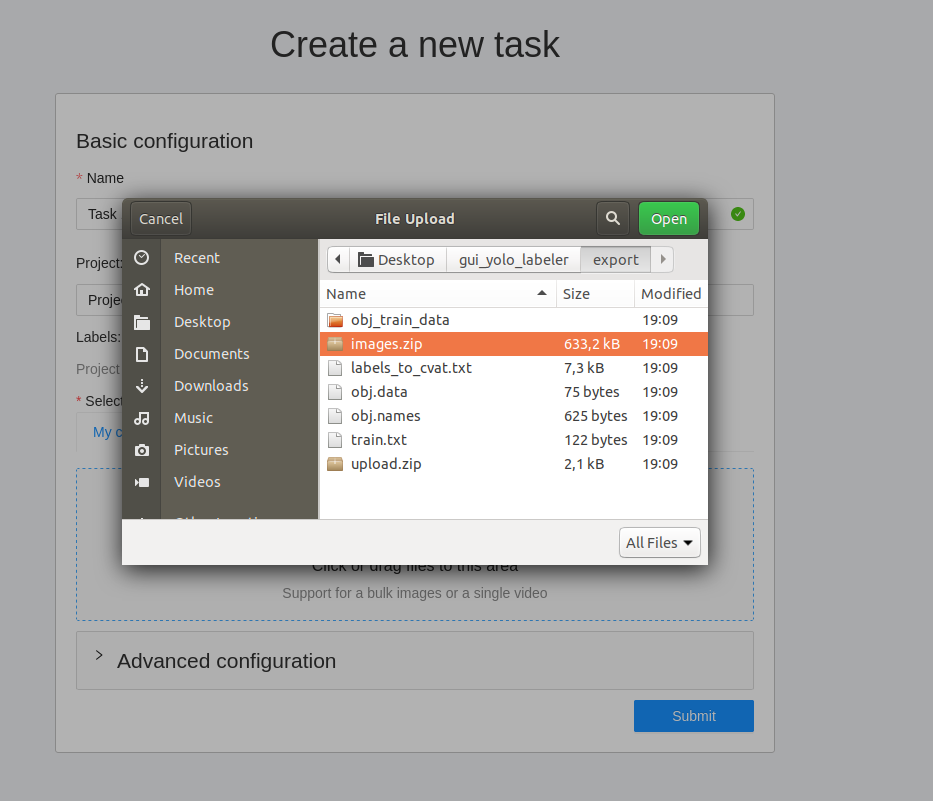 Create a new task
Basic configuration
* Name
Task
Cancel
File Upload
Open
Project:
Labels:
Project
* Select
My c
Recent
Home
Desktop
Documents
Downloads
Music
Pictures
Videos
Desktop gui_yolo_labeler export
Name Size Modified
obj_train_data 19:09
images.zip 633,2 kB 19:09
labels_to_cvat.txt 7,3 kB 19:09
obj.data 75 bytes 19:09
obj.names 625 bytes 19:09
train.txt 122 bytes 19:09
upload.zip 2,1 kB 19:09
All Files
Click or drag files to this area
Support for a bulk images or a single video
Advanced configuration
Submit